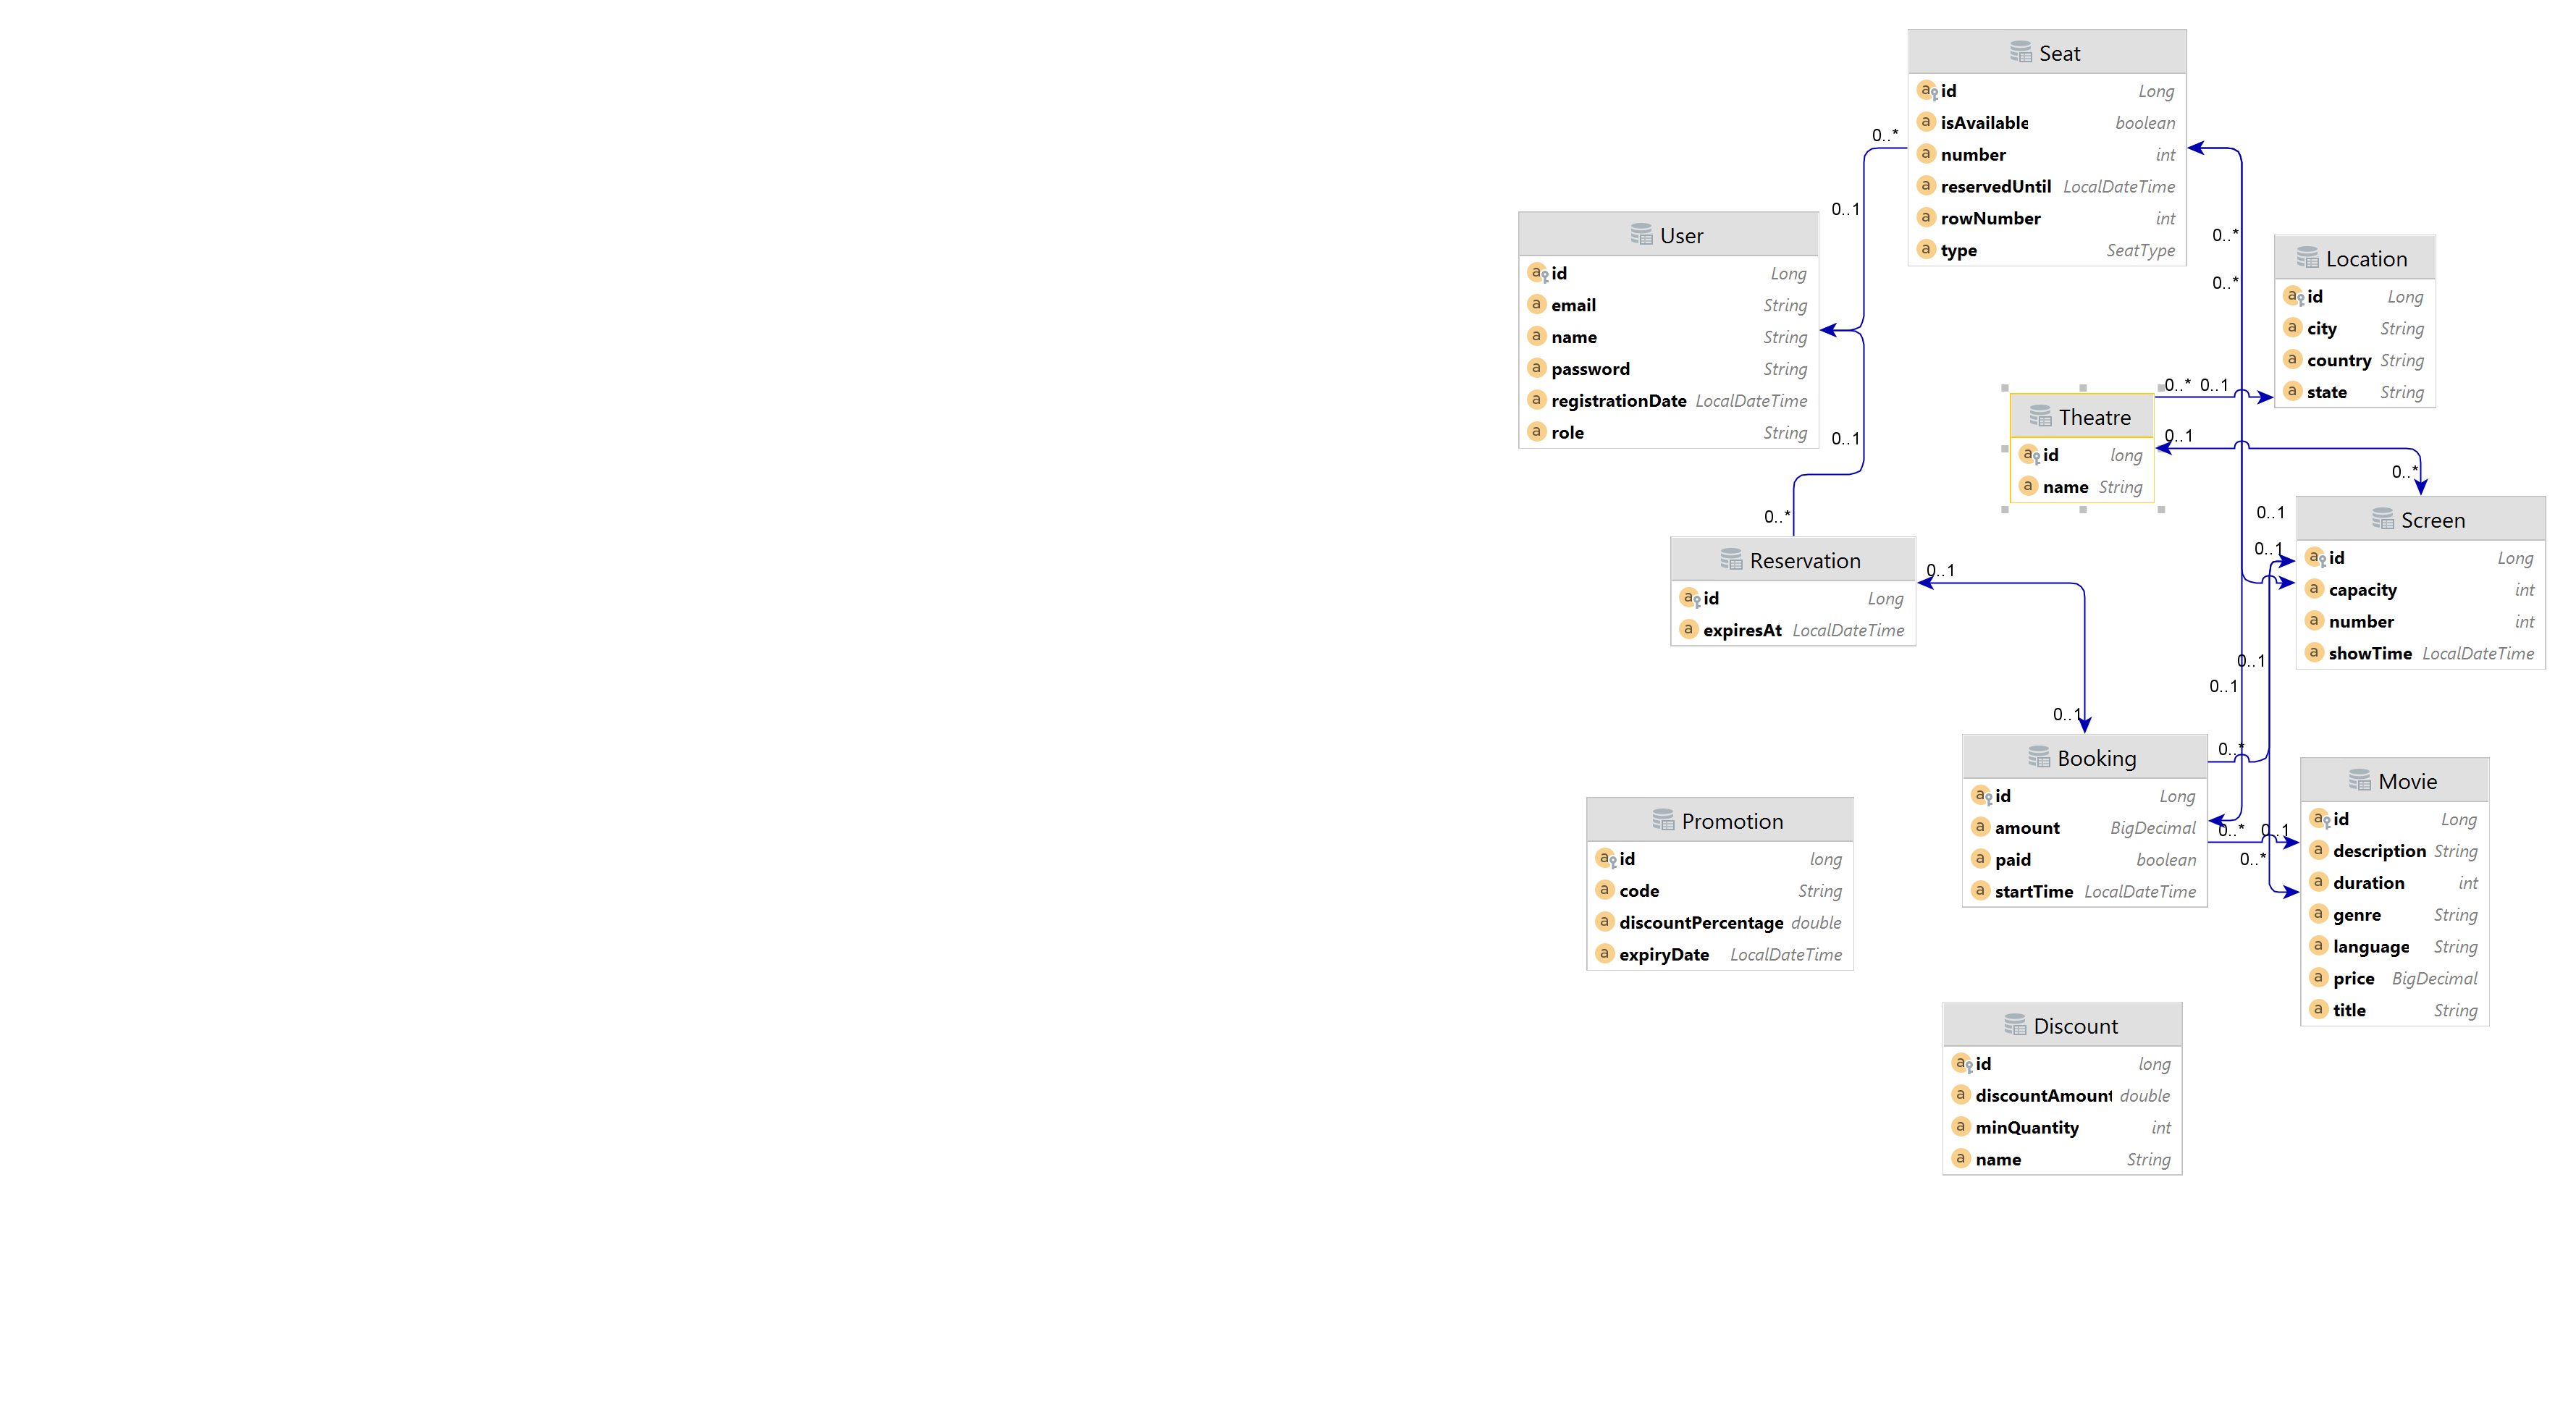 Seat
id Long
isAvailable boolean
number int
reservedUntil LocalDateTime
rowNumber int
type SeatType
0..*
0..1
User
id Long
email String
name String
password String
registrationDate LocalDateTime
role String
0..1
0..*
0..*
0..*
Location
id Long
city String
country String
state String
0..* 0..1
Theatre
id long
name String
0..1
0..*
Screen
id Long
capacity int
number int
showTime LocalDateTime
0..1
0..1
Reservation
id Long
expiresAt LocalDateTime
0..1
0..1
0..1
0..1
Booking
id Long
amount BigDecimal
paid boolean
startTime LocalDateTime
0..*
0..* 0..1
0..*
Movie
id Long
description String
duration int
genre String
language String
price BigDecimal
title String
Promotion
id long
code String
discountPercentage double
expiryDate LocalDateTime
Discount
id long
discountAmount double
minQuantity int
name String